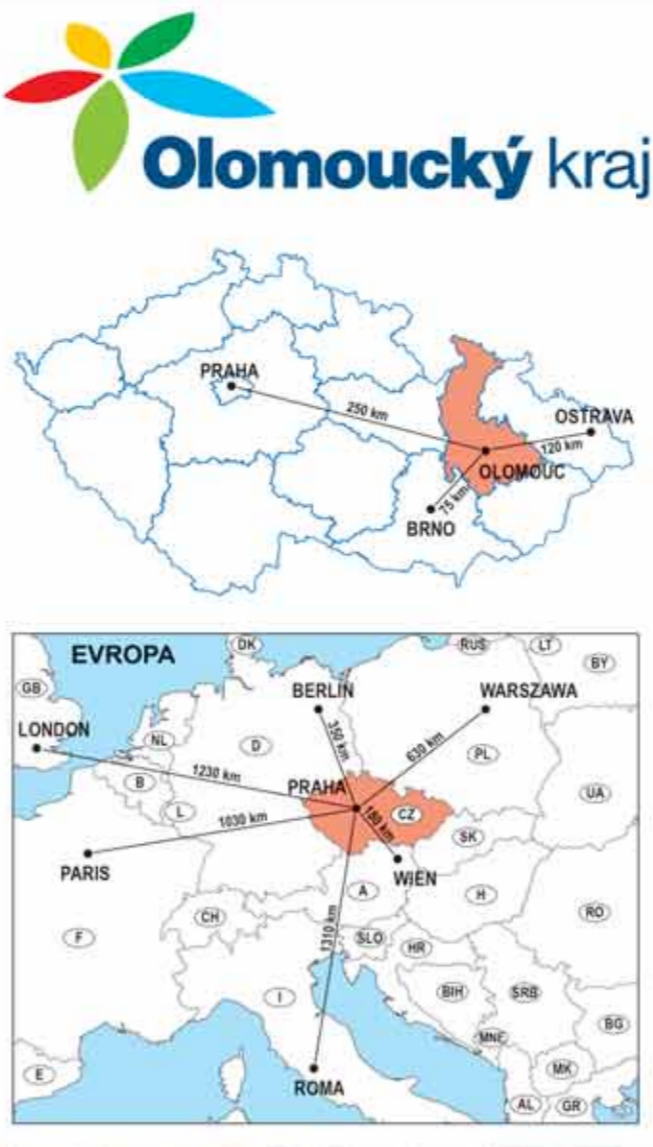 Olomoucký kraj
PRAHA
250 km
OSTRAVA
120 km
OLOMOUC
75 km
BRNO
EVROPA
DK
RUS
LT
BY
GB
BERLIN
WARSZAWA
LONDON
NL
D
350 km
630 km
PL
B
1230 km
PRAHA
CZ
UA
L
1030 km
180 km
SK
PARIS
WIEN
A
H
CH
RO
F
1310 km
SLO
HR
I
BIH
SRB
BG
MNE
E
MK
ROMA
AL
GR